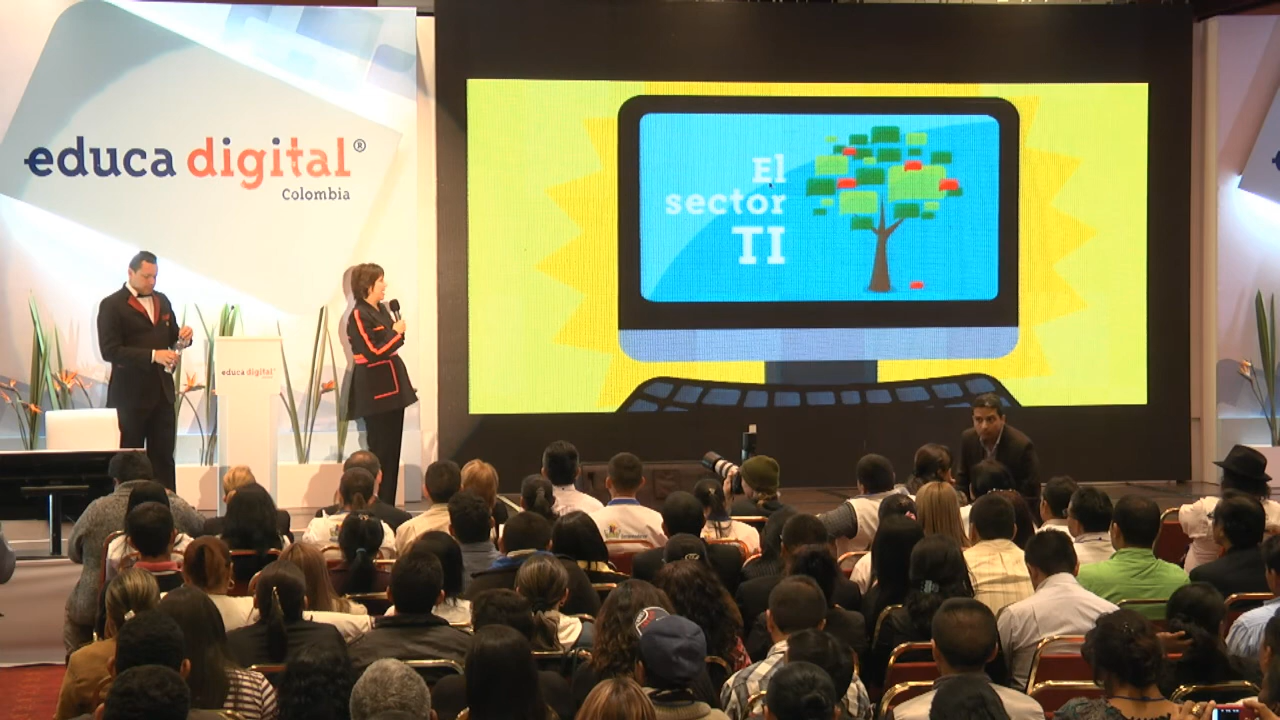 educa digital®
Colombia
El
sector
TI
educa digital